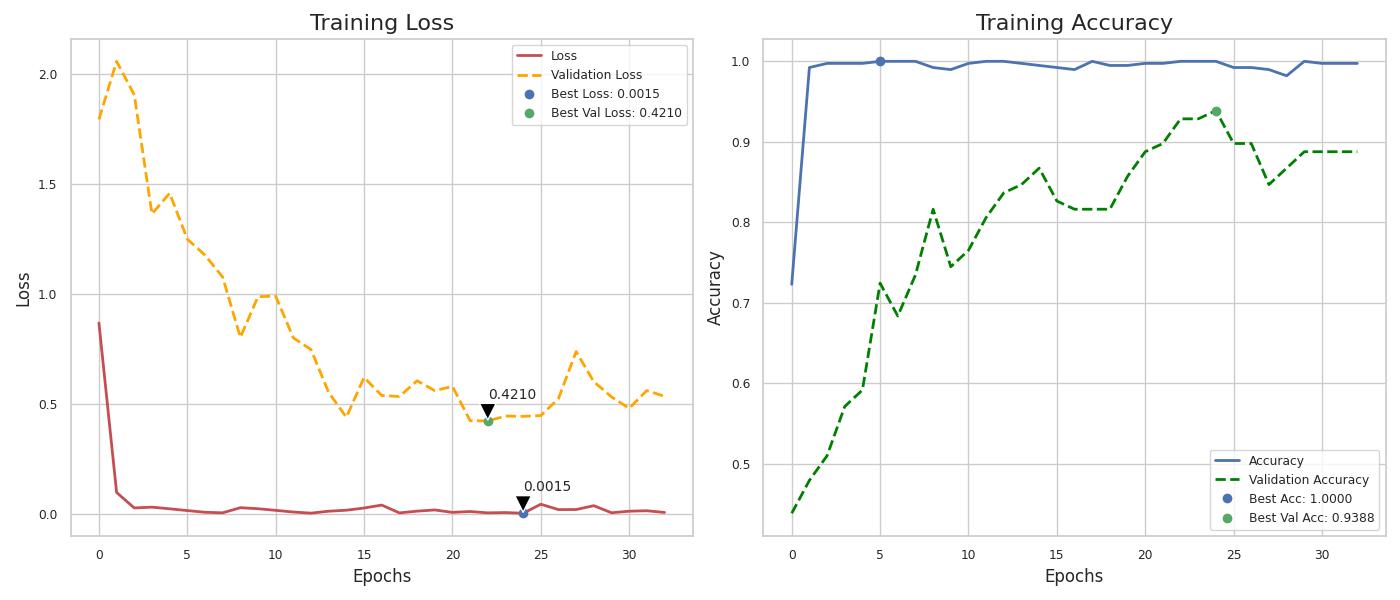 Training Loss
Loss
Validation Loss
Best Loss: 0.0015
Best Val Loss: 0.4210
2.0
1.5
1.0
0.5
0.0
0.4210
0.0015
Loss
0 5 10 15 20 25 30
Epochs
Training Accuracy
1.0
0.9
0.8
0.7
0.6
0.5
Accuracy
Accuracy
Validation Accuracy
Best Acc: 1.0000
Best Val Acc: 0.9388
0 5 10 15 20 25 30
Epochs